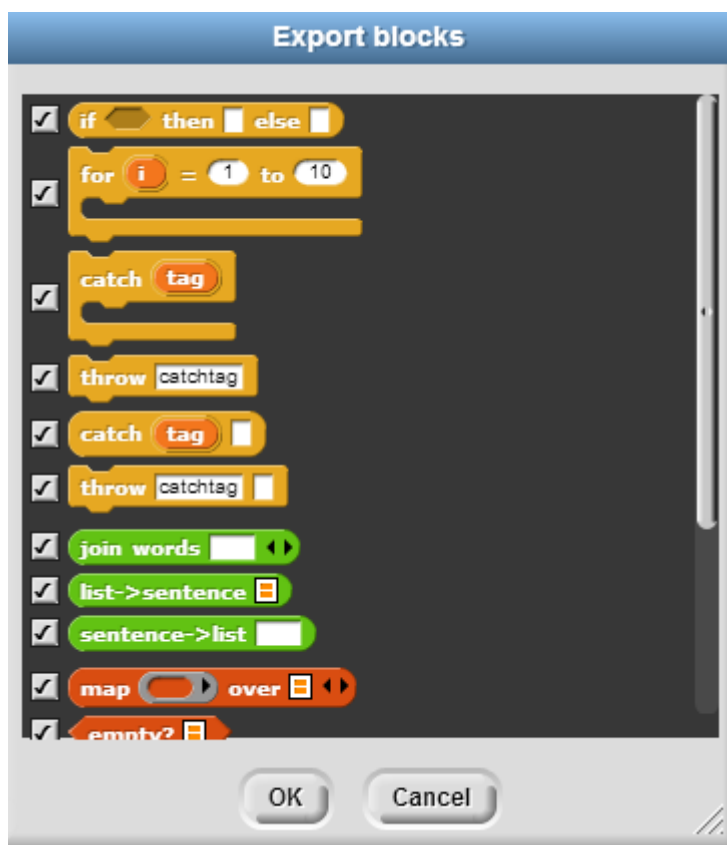 Export blocks
if then else
for i = 1 to 10
catch tag
throw catchtag
catch tag
throw catchtag
join words
list->sentence
sentence->list
map over
empty?
OK Cancel